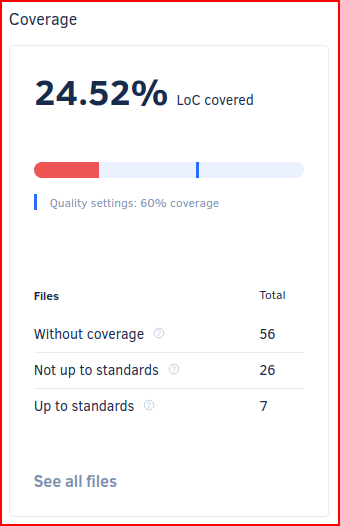 Coverage
24.52% LoC covered
Quality settings: 60% coverage
Files Total
Without coverage ? 56
Not up to standards ? 26
Up to standards ? 7
See all files